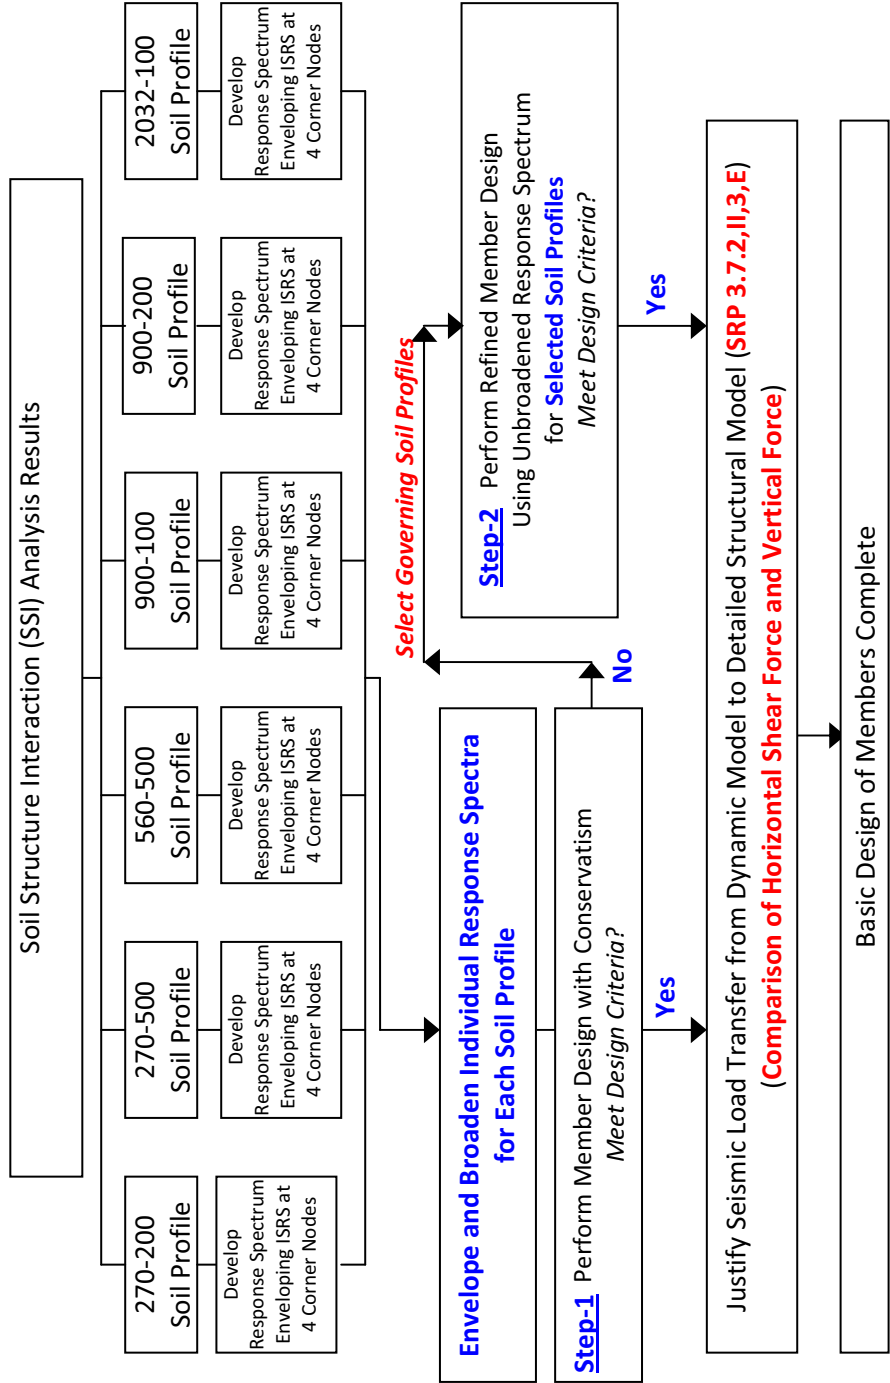 Soil Structure Interaction (SSI) Analysis Results
270-200
Soil Profile
270-500
Soil Profile
560-500
Soil Profile
900-100
Soil Profile
900-200
Soil Profile
2032-100
Soil Profile
Develop
Response Spectrum
Enveloping ISRS at
4 Corner Nodes
Develop
Response Spectrum
Enveloping ISRS at
4 Corner Nodes
Develop
Response Spectrum
Enveloping ISRS at
4 Corner Nodes
Develop
Response Spectrum
Enveloping ISRS at
4 Corner Nodes
Develop
Response Spectrum
Enveloping ISRS at
4 Corner Nodes
Develop
Response Spectrum
Enveloping ISRS at
4 Corner Nodes
Envelope and Broaden Individual Response Spectra
for Each Soil Profile
Step-1 Perform Member Design with Conservatism
Meet Design Criteria?
No
Select Governing Soil Profiles
Step-2 Perform Refined Member Design
Using Unbroadened Response Spectrum
for Selected Soil Profiles
Meet Design Criteria?
Yes
Yes
Justify Seismic Load Transfer from Dynamic Model to Detailed Structural Model (SRP 3.7.2,II,3,E)
(Comparison of Horizontal Shear Force and Vertical Force)
Basic Design of Members Complete